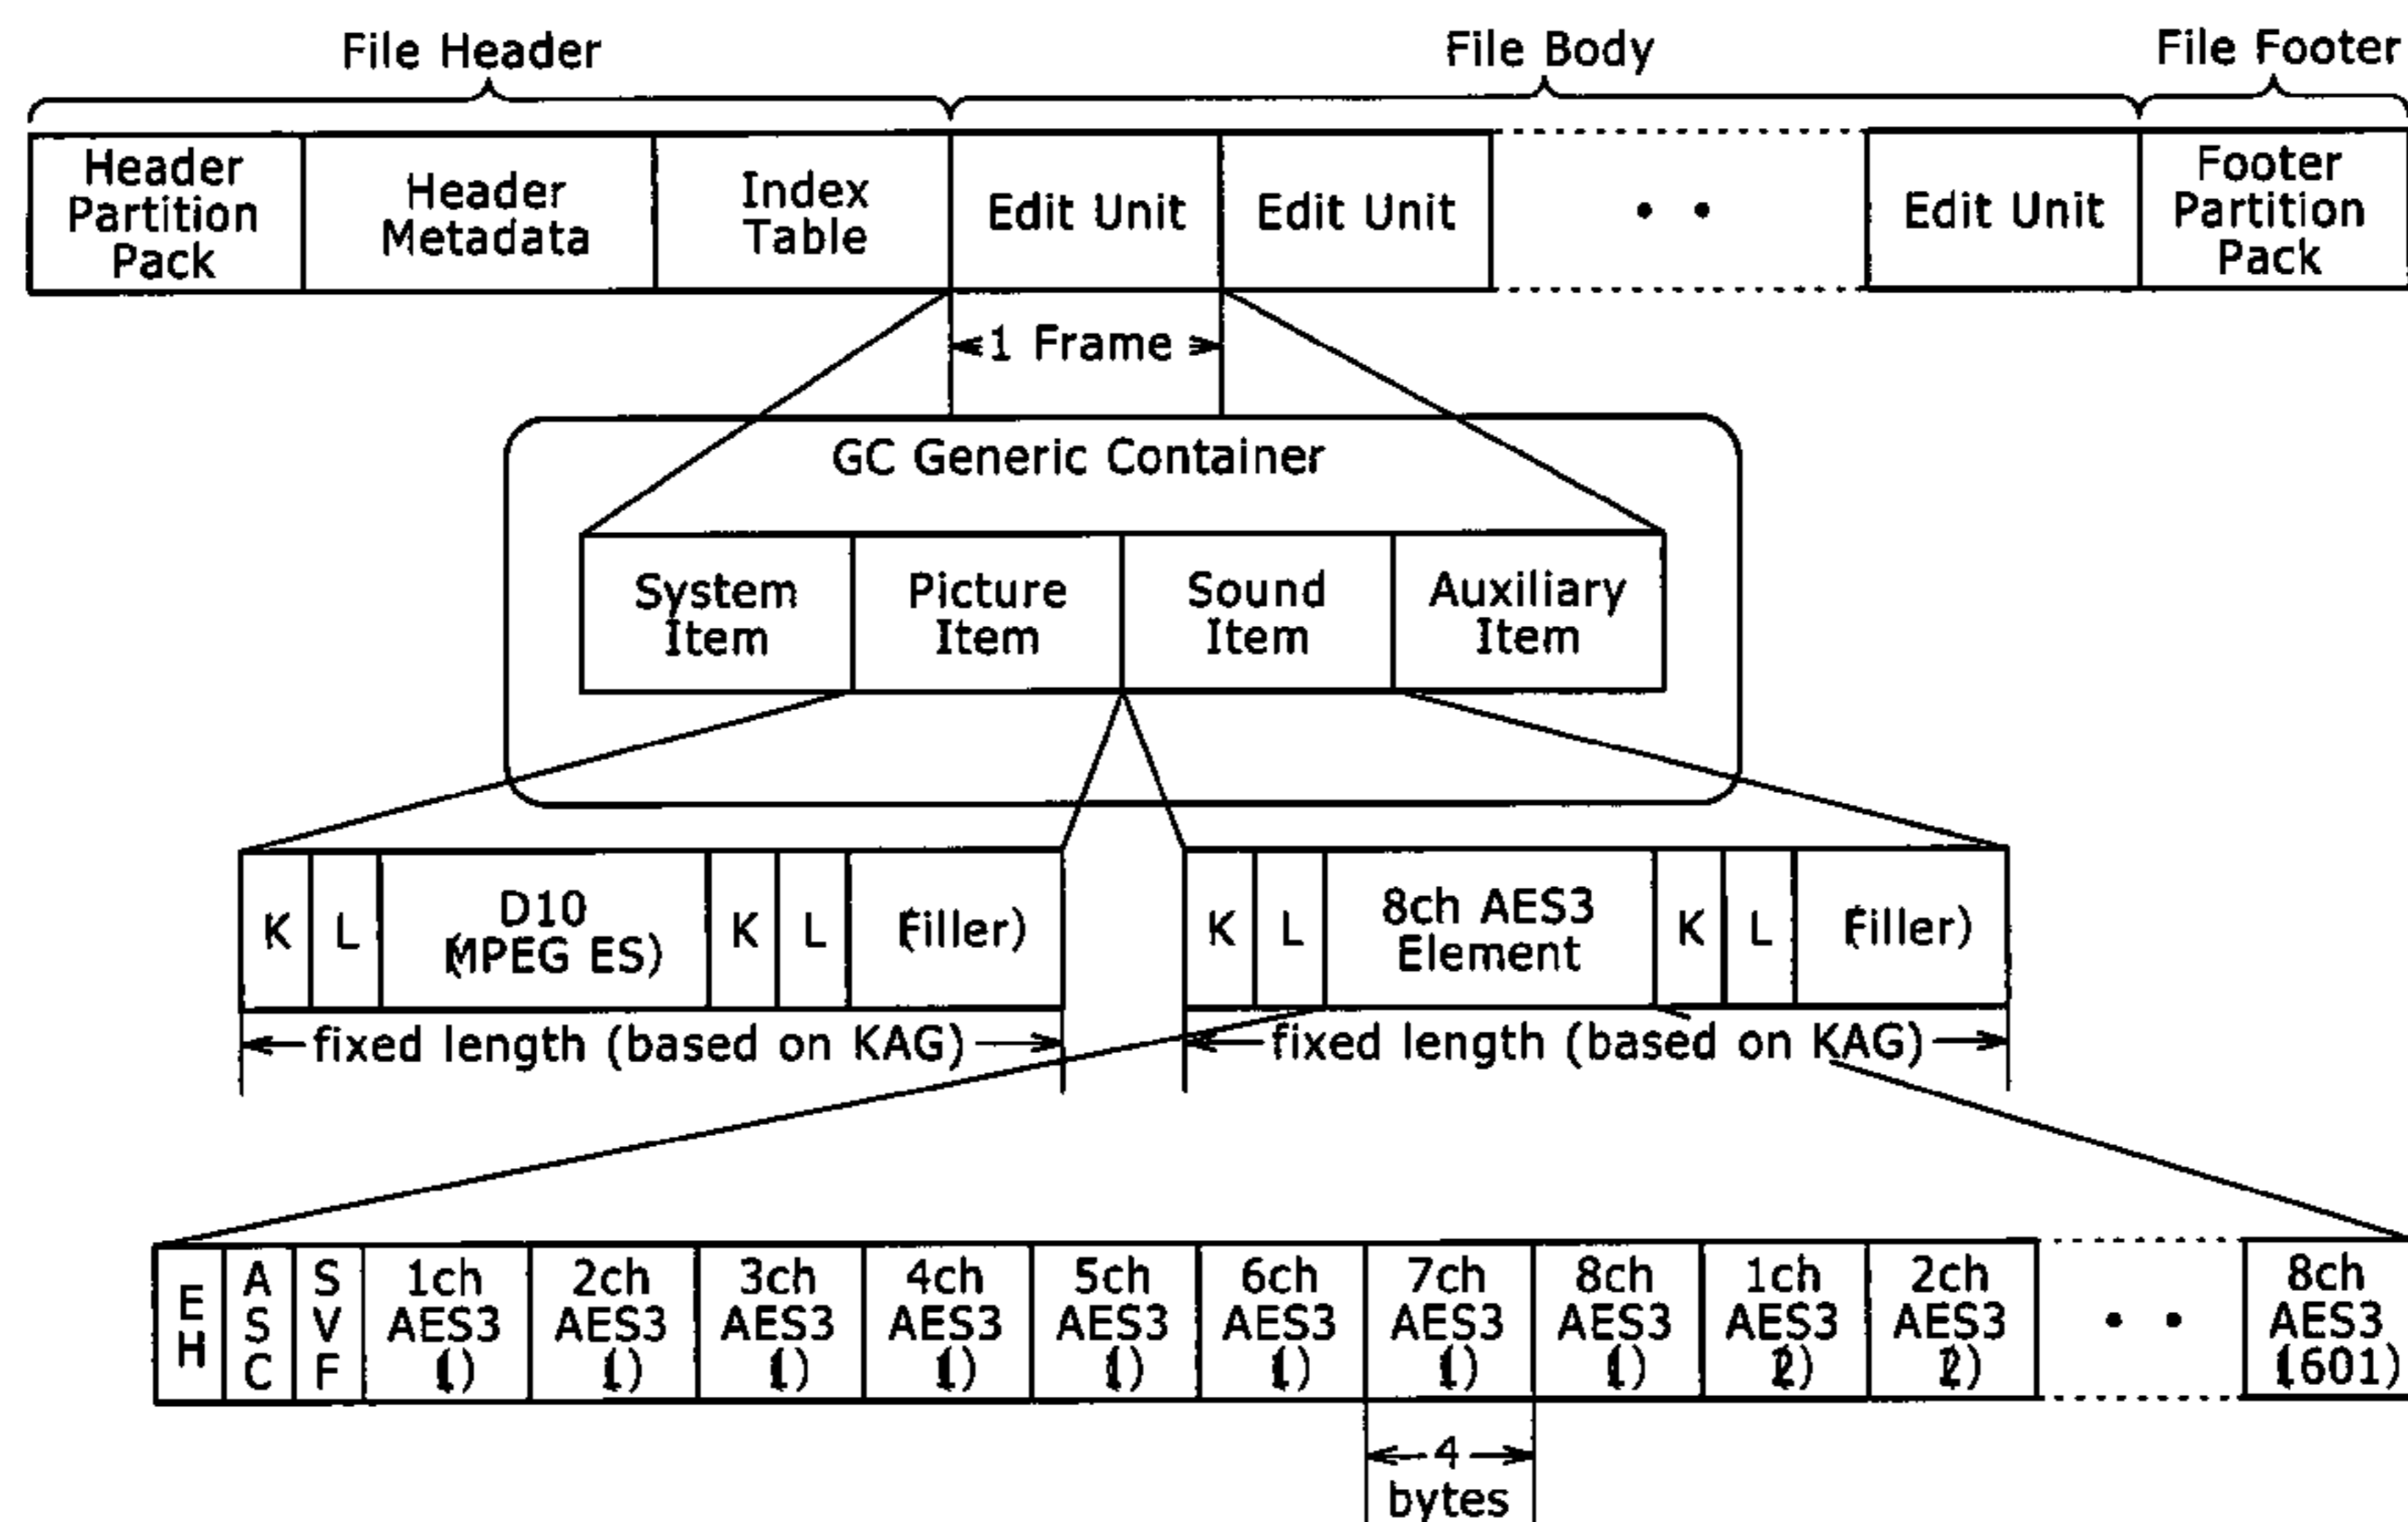 File Header
File Body
File Footer
Header
Partition
Pack
Header
Metadata
Index
Table
Edit Unit
Edit Unit
• •
Edit Unit
Footer
Partition
Pack
1 Frame
GC Generic Container
System
Item
Picture
Item
Sound
Item
Auxiliary
Item
K
L
D10
(MPEG ES)
K
L
(Filler)
K
L
8ch AES3
Element
K
L
(Filler)
fixed length (based on KAG)
fixed length (based on KAG)
EH
ASC
SVF
1ch
AES3
(1)
2ch
AES3
(1)
3ch
AES3
(1)
4ch
AES3
(1)
5ch
AES3
(1)
6ch
AES3
(1)
7ch
AES3
(1)
8ch
AES3
(1)
1ch
AES3
(2)
2ch
AES3
(2)
• •
8ch
AES3
(1601)
4
bytes